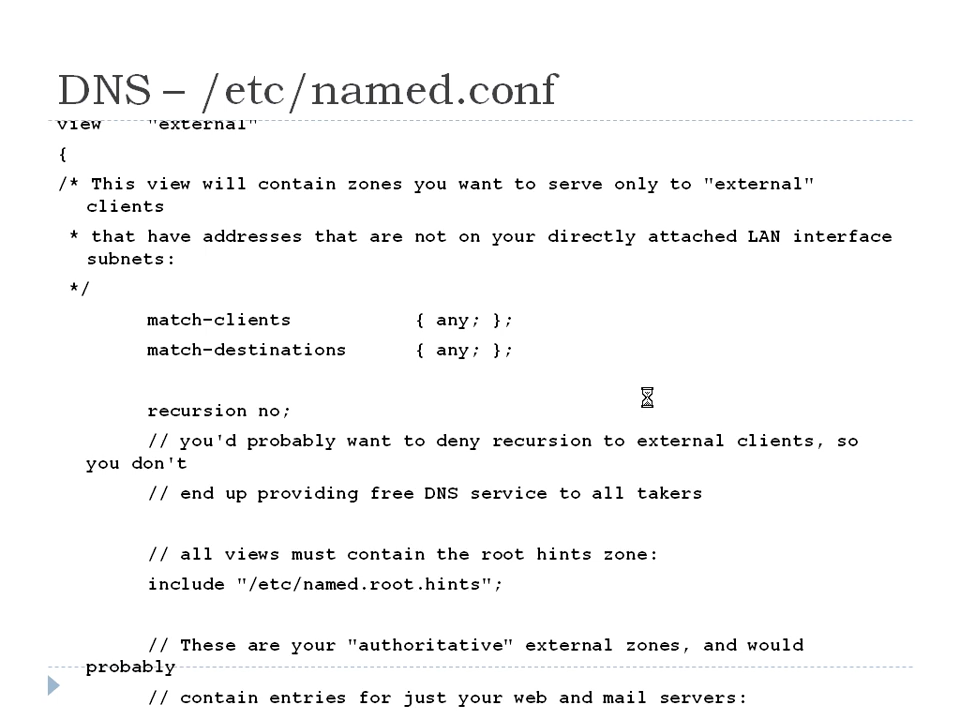 DNS – /etc/named.conf
view "external"
{
/* This view will contain zones you want to serve only to "external"
clients
* that have addresses that are not on your directly attached LAN interface
subnets:
*/
match-clients { any; };
match-destinations { any; };
recursion no;
// you'd probably want to deny recursion to external clients, so
you don't
// end up providing free DNS service to all takers
// all views must contain the root hints zone:
include "/etc/named.root.hints";
// These are your "authoritative" external zones, and would
probably
// contain entries for just your web and mail servers: